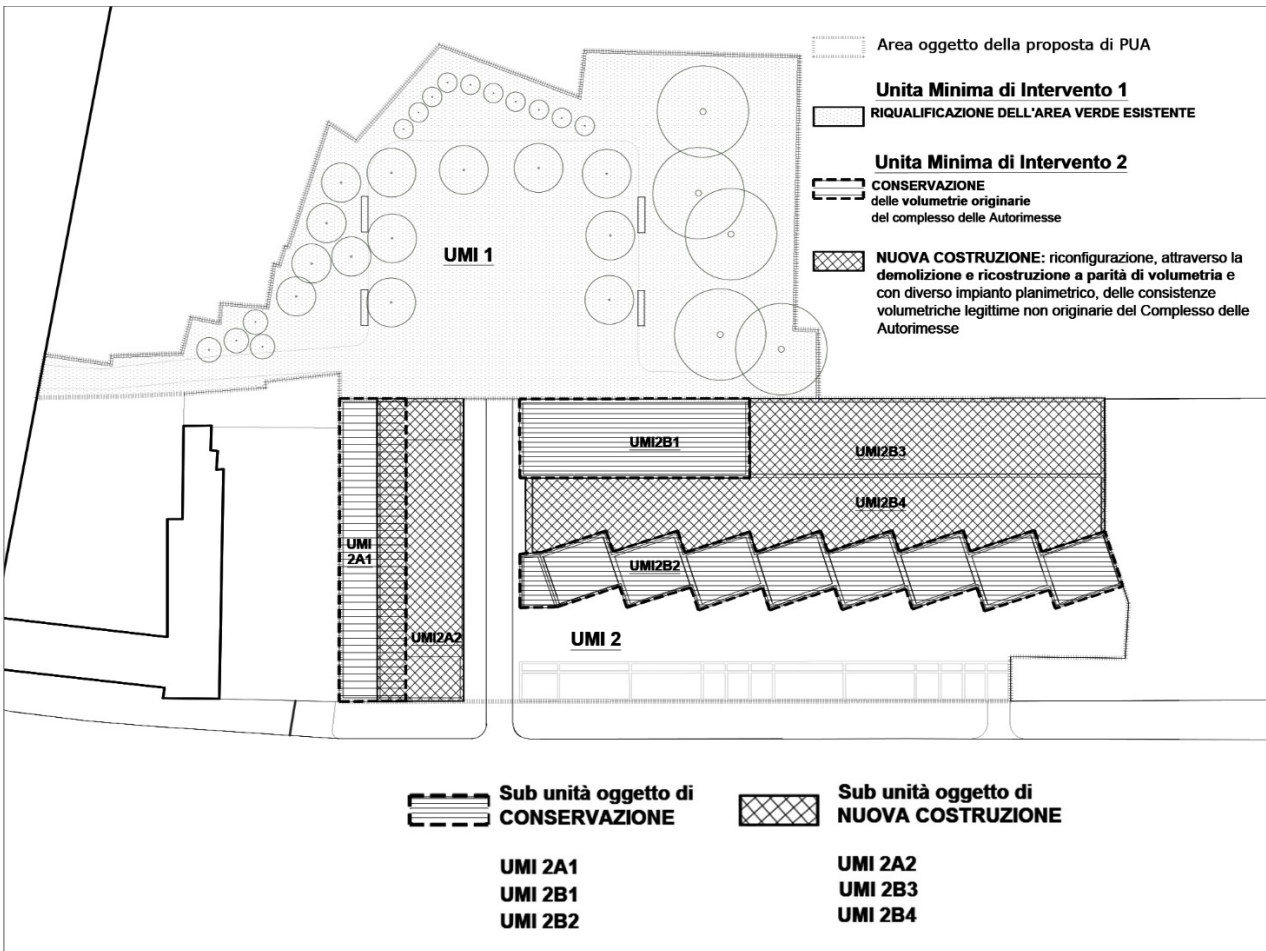 Area oggetto della proposta di PUA
Unita Minima di Intervento 1
RIQUALIFICAZIONE DELL'AREA VERDE ESISTENTE
Unita Minima di Intervento 2
CONSERVAZIONE
delle volumetrie originarie
del complesso delle Autorimesse
NUOVA COSTRUZIONE: riconfigurazione, attraverso la
demolizione e ricostruzione a parità di volumetria e
con diverso impianto planimetrico, delle consistenze
volumetriche legittime non originarie del Complesso delle
Autorimesse
UMI 1
UMI2B1
UMI2B3
UMI2B4
UMI
2A1
UMI2B2
UMI2A2
UMI 2
Sub unità oggetto di
CONSERVAZIONE
UMI 2A1
UMI 2B1
UMI 2B2
Sub unità oggetto di
NUOVA COSTRUZIONE
UMI 2A2
UMI 2B3
UMI 2B4